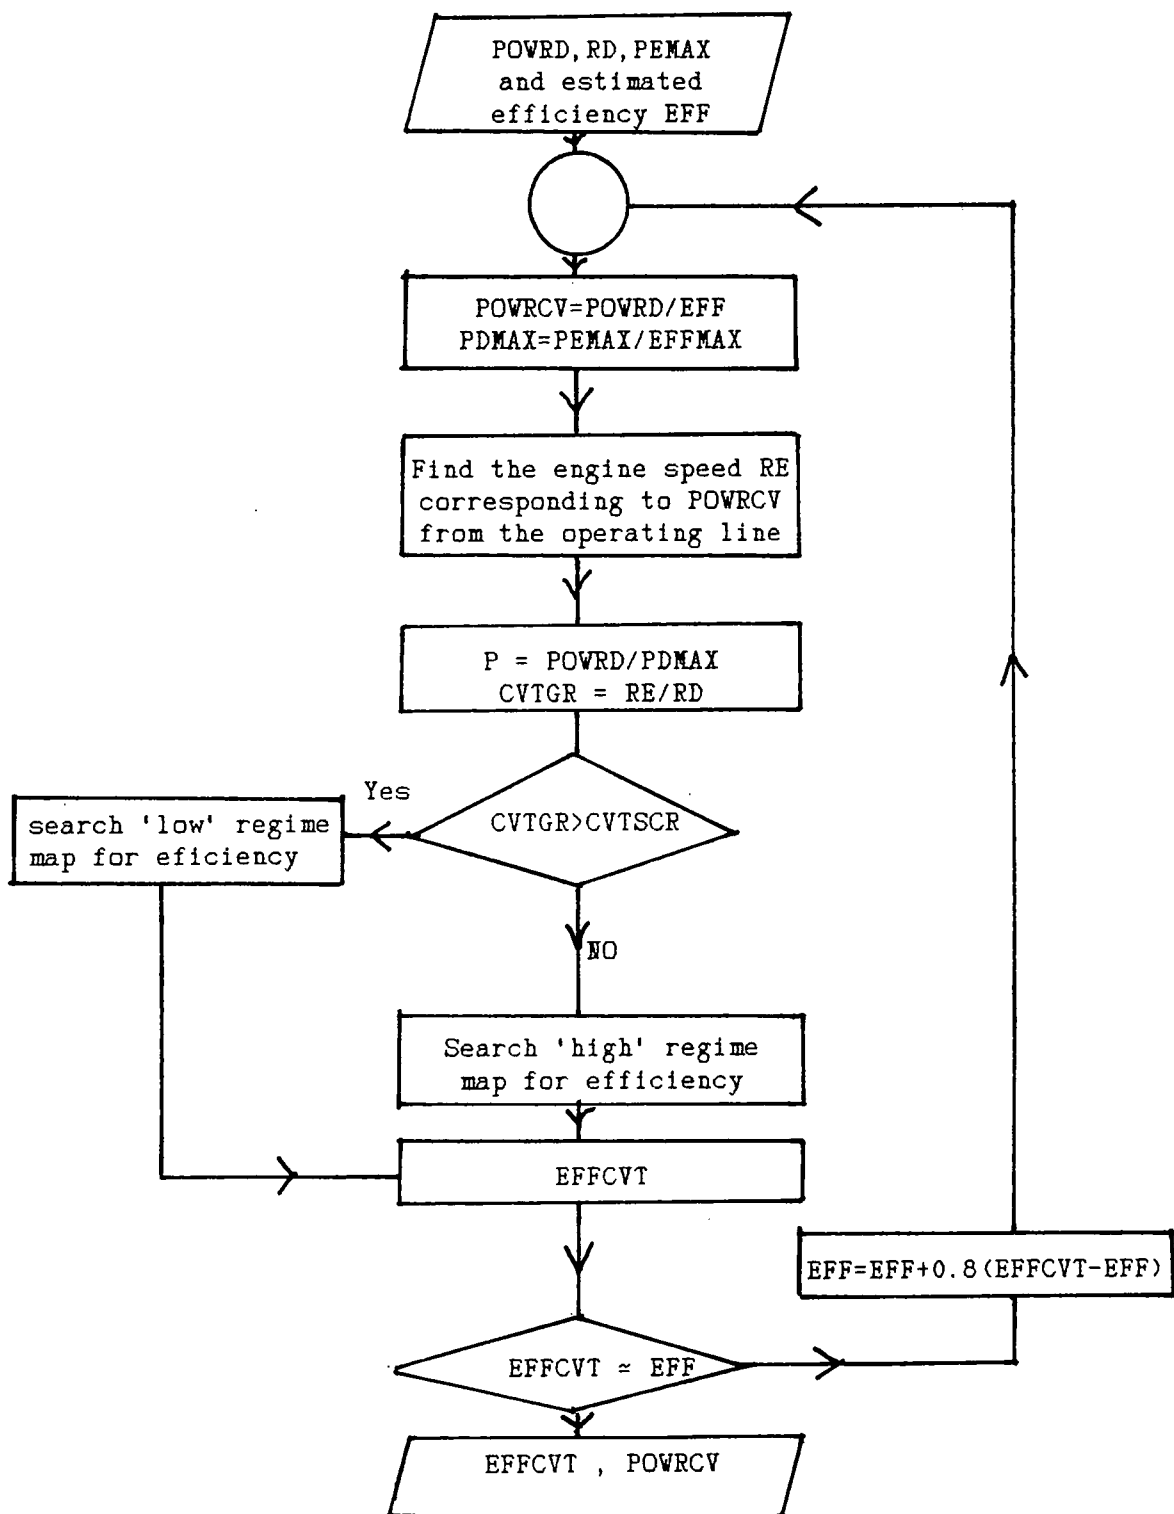 POWRD, RD, PEMAX
and estimated
efficiency EFF
POWRCV=POWRD/EFF
PDMAX=PEMAX/EFFMAX
Find the engine speed RE
corresponding to POWRCV
from the operating line
P = POWRD/PDMAX
CVTGR = RE/RD
CVTGR>CVTSCR
Yes
search 'low' regime
map for eficiency
NO
Search 'high' regime
map for efficiency
EFFCVT
EFF=EFF+0.8(EFFCVT-EFF)
EFFCVT ≃ EFF
EFFCVT , POWRCV